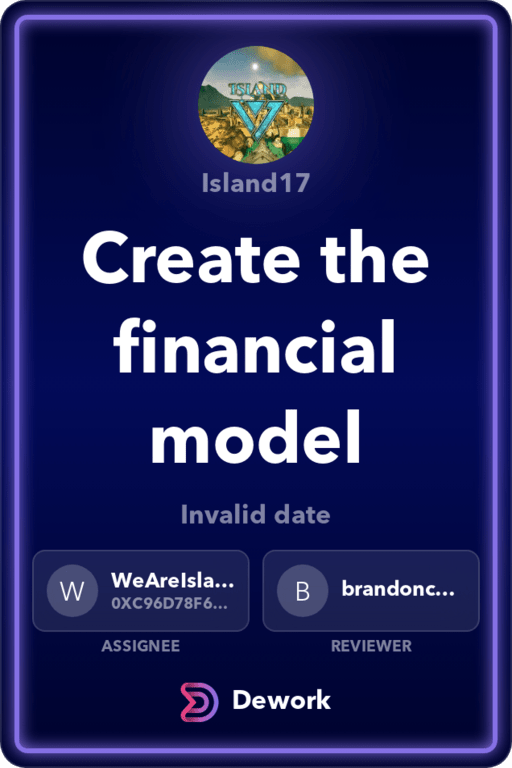 ISLAND
Island17
Create the
financial
model
Invalid date
W
WeAreIsla...
0XC96D78F6...
ASSIGNEE
B
brandonc...
REVIEWER
Dework